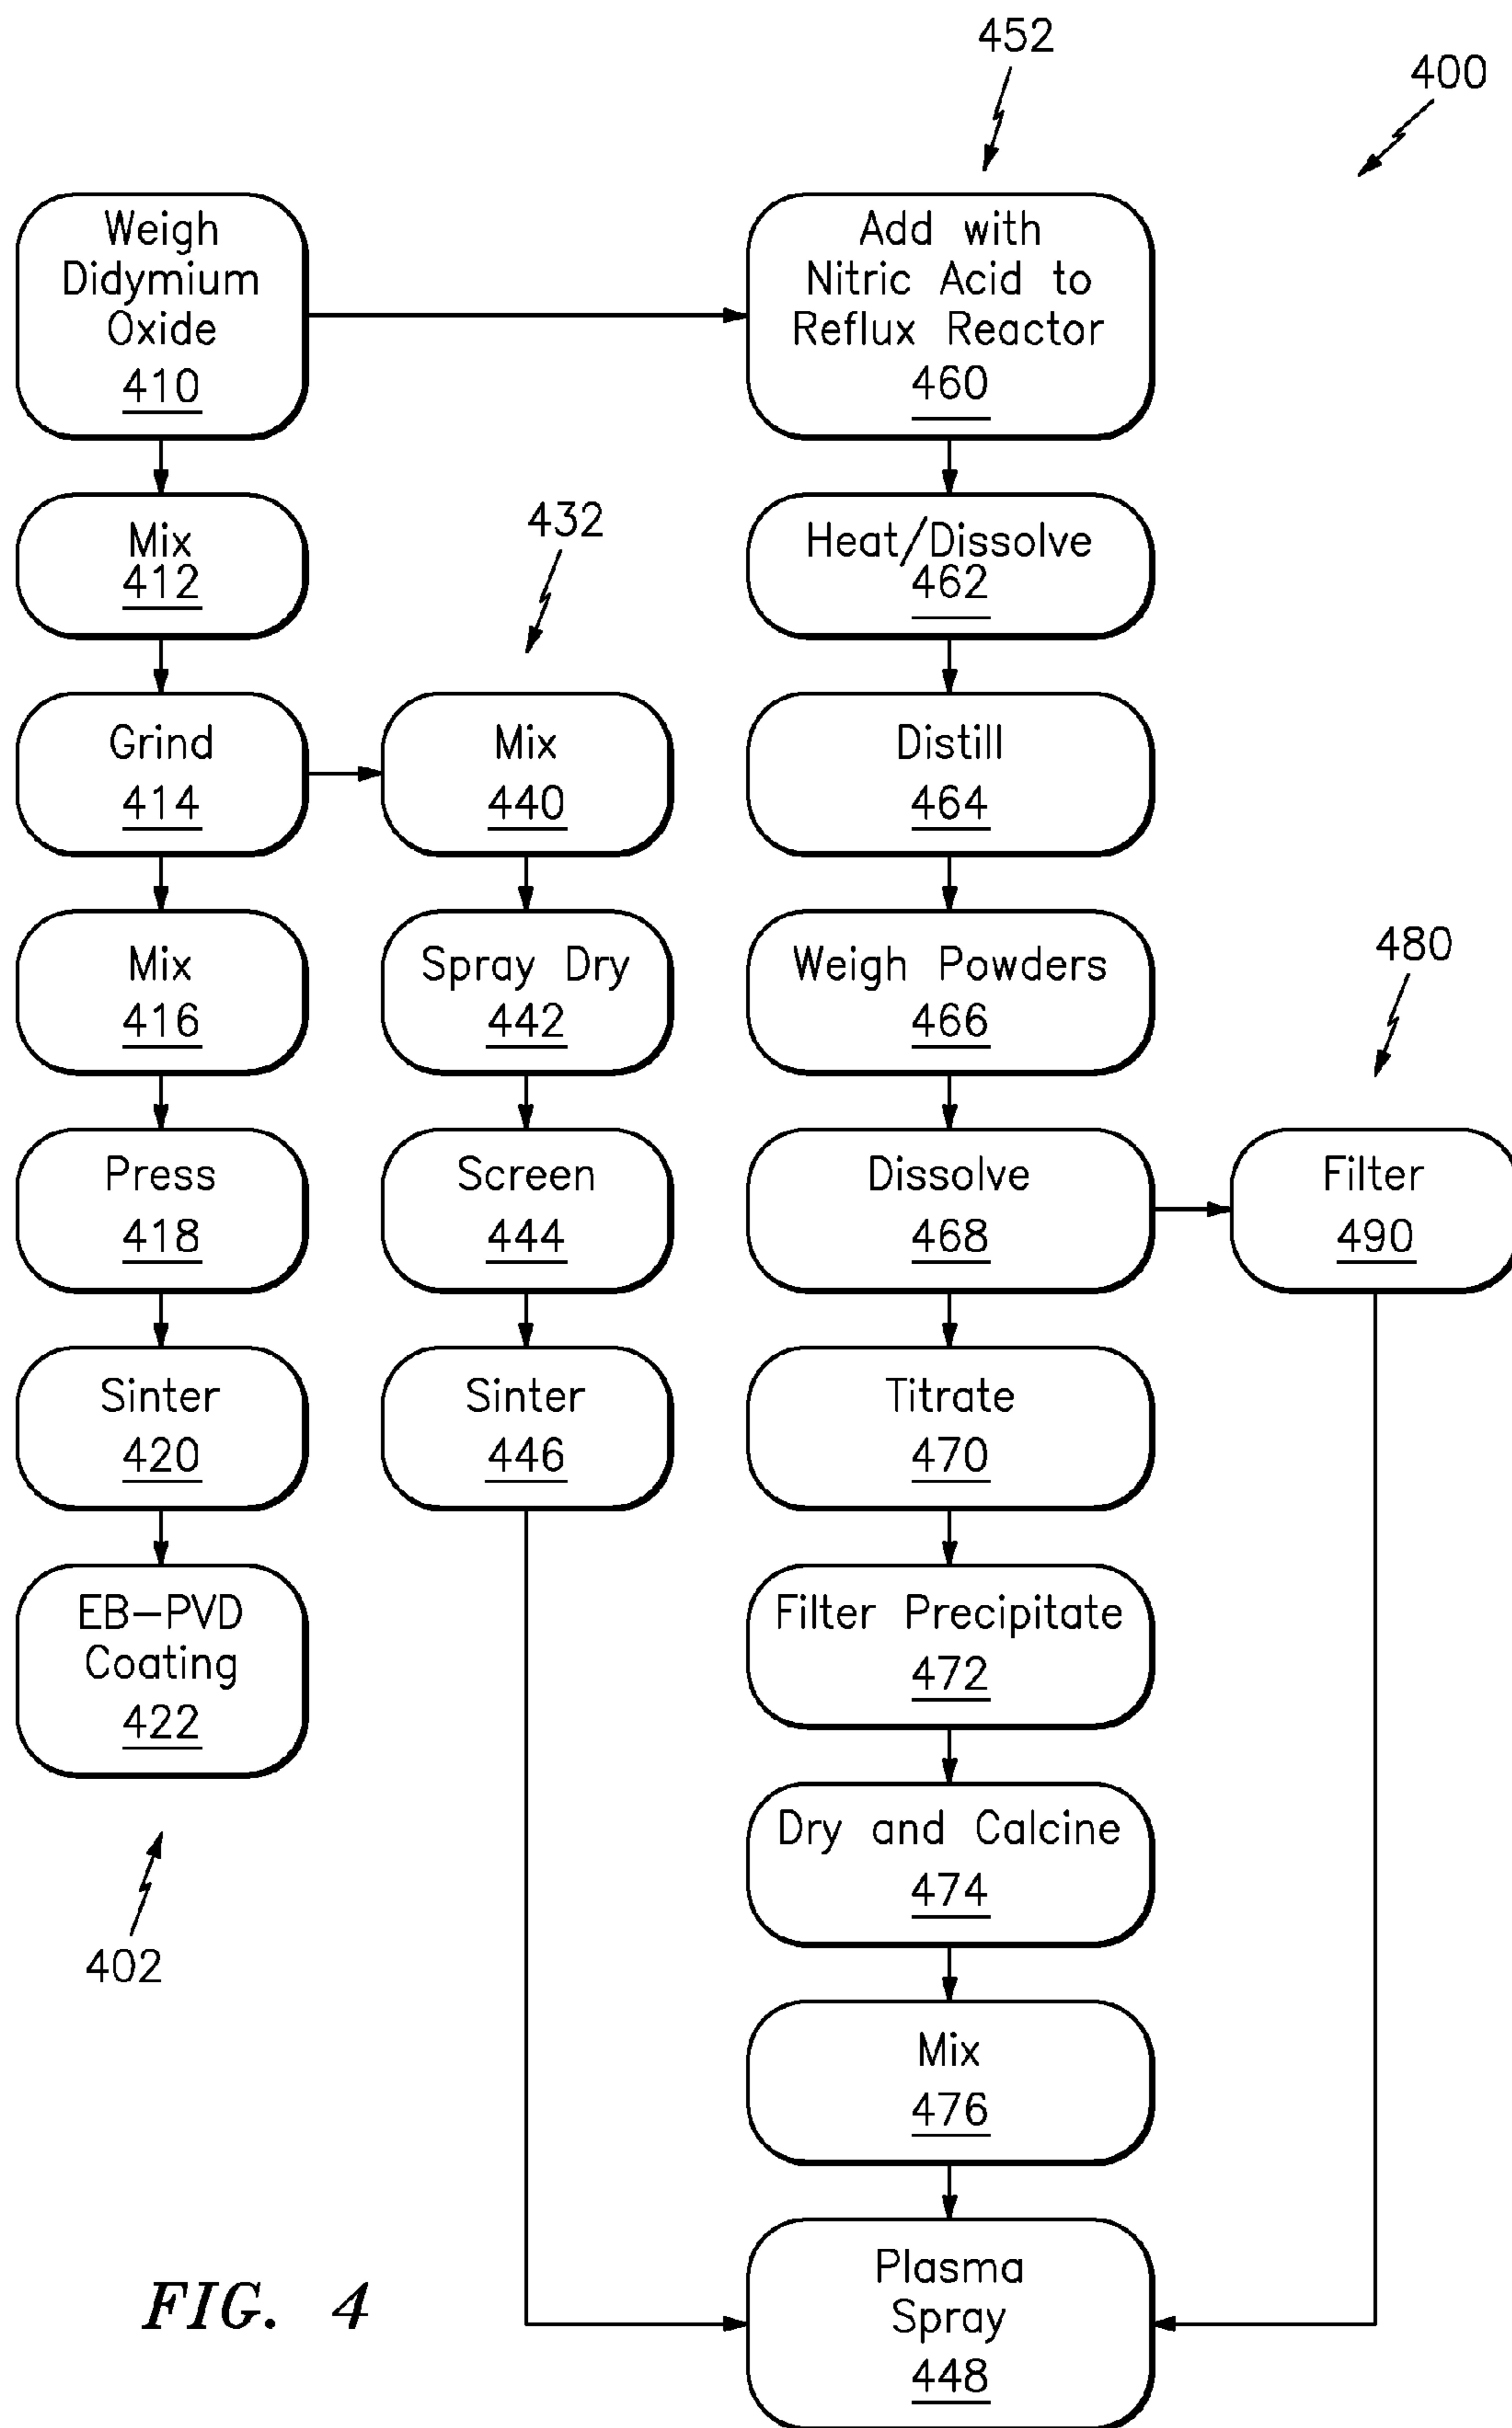 452
400
Weigh
Didymium
Oxide
410
Add with
Nitric Acid to
Reflux Reactor
460
Mix
412
432
Heat/Dissolve
462
Grind
414
Mix
440
Distill
464
Mix
416
Spray Dry
442
Weigh Powders
466
480
Press
418
Screen
444
Dissolve
468
Filter
490
Sinter
420
Sinter
446
Titrate
470
EB-PVD
Coating
422
Filter Precipitate
472
Dry and Calcine
474
402
Mix
476
Plasma
Spray
448
FIG. 4